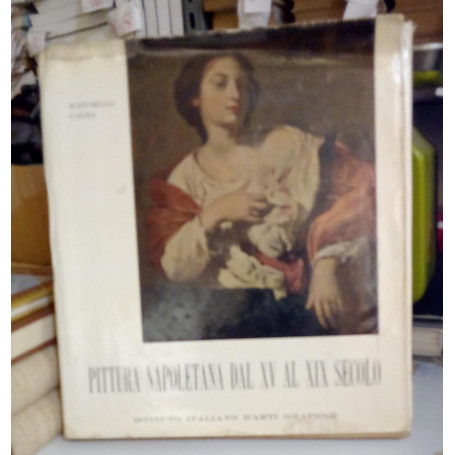 RAFFAELLO
CAUSA
PITTURA NAPOLETANA DAL XV AL XIX SECOLO
ISTITUTO ITALIANO D'ARTI GRAFICHE